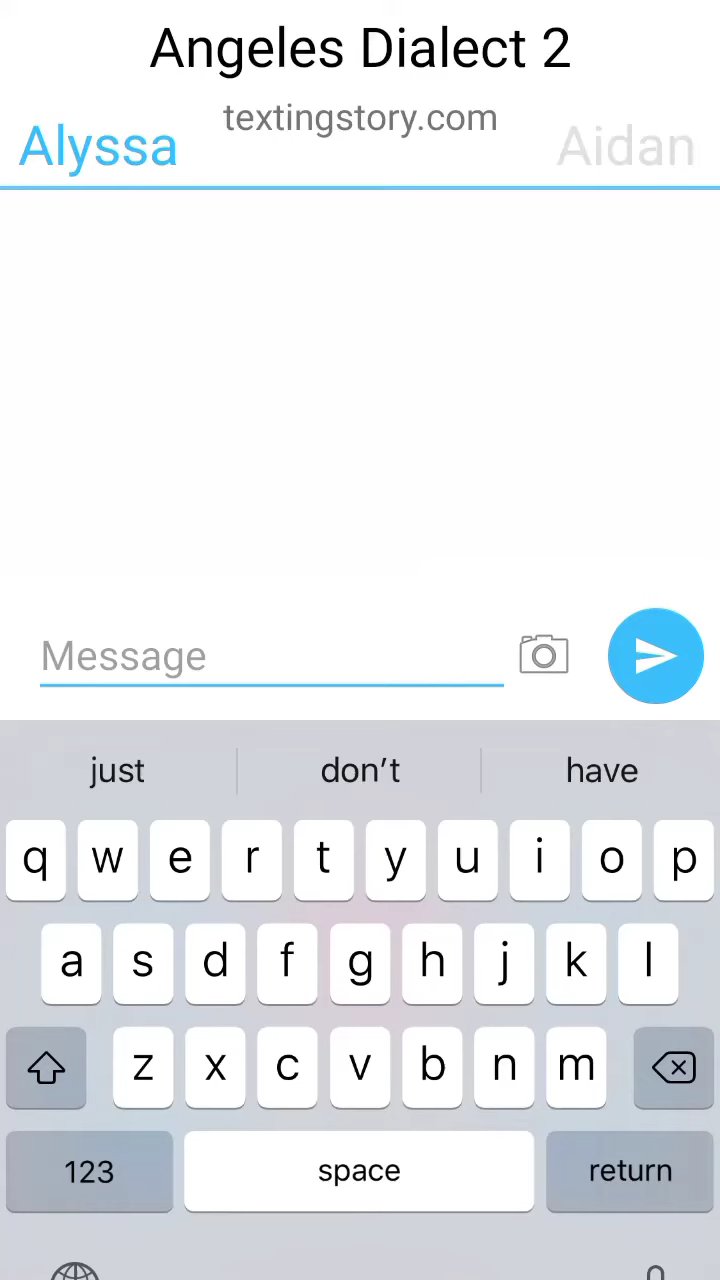 Angeles Dialect 2
textingstory.com
Alyssa
Aidan
Message
just don't have
q w e r t y u i o p
a s d f g h j k l
z x c v b n m
123 space return